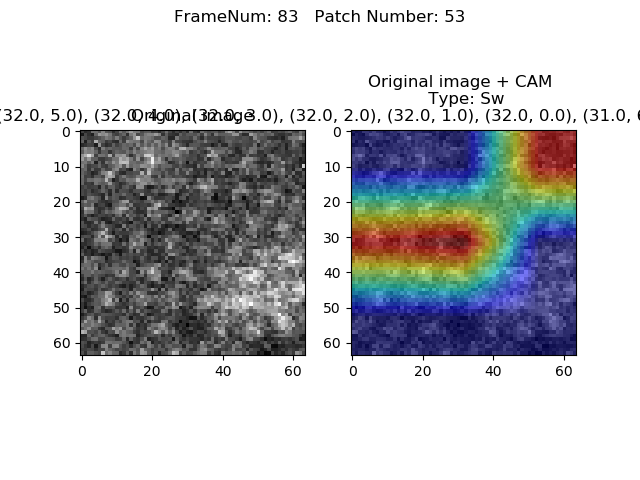 FrameNum: 83   Patch Number: 53
Original image + CAM
Type: Sw
(32.0, 5.0), (32.0, 4.0), (32.0, 3.0), (32.0, 2.0), (32.0, 1.0), (32.0, 0.0), (31.0, 6
Original image
0
10
20
30
40
50
60
0 20 40 60
0
10
20
30
40
50
60
0 20 40 60